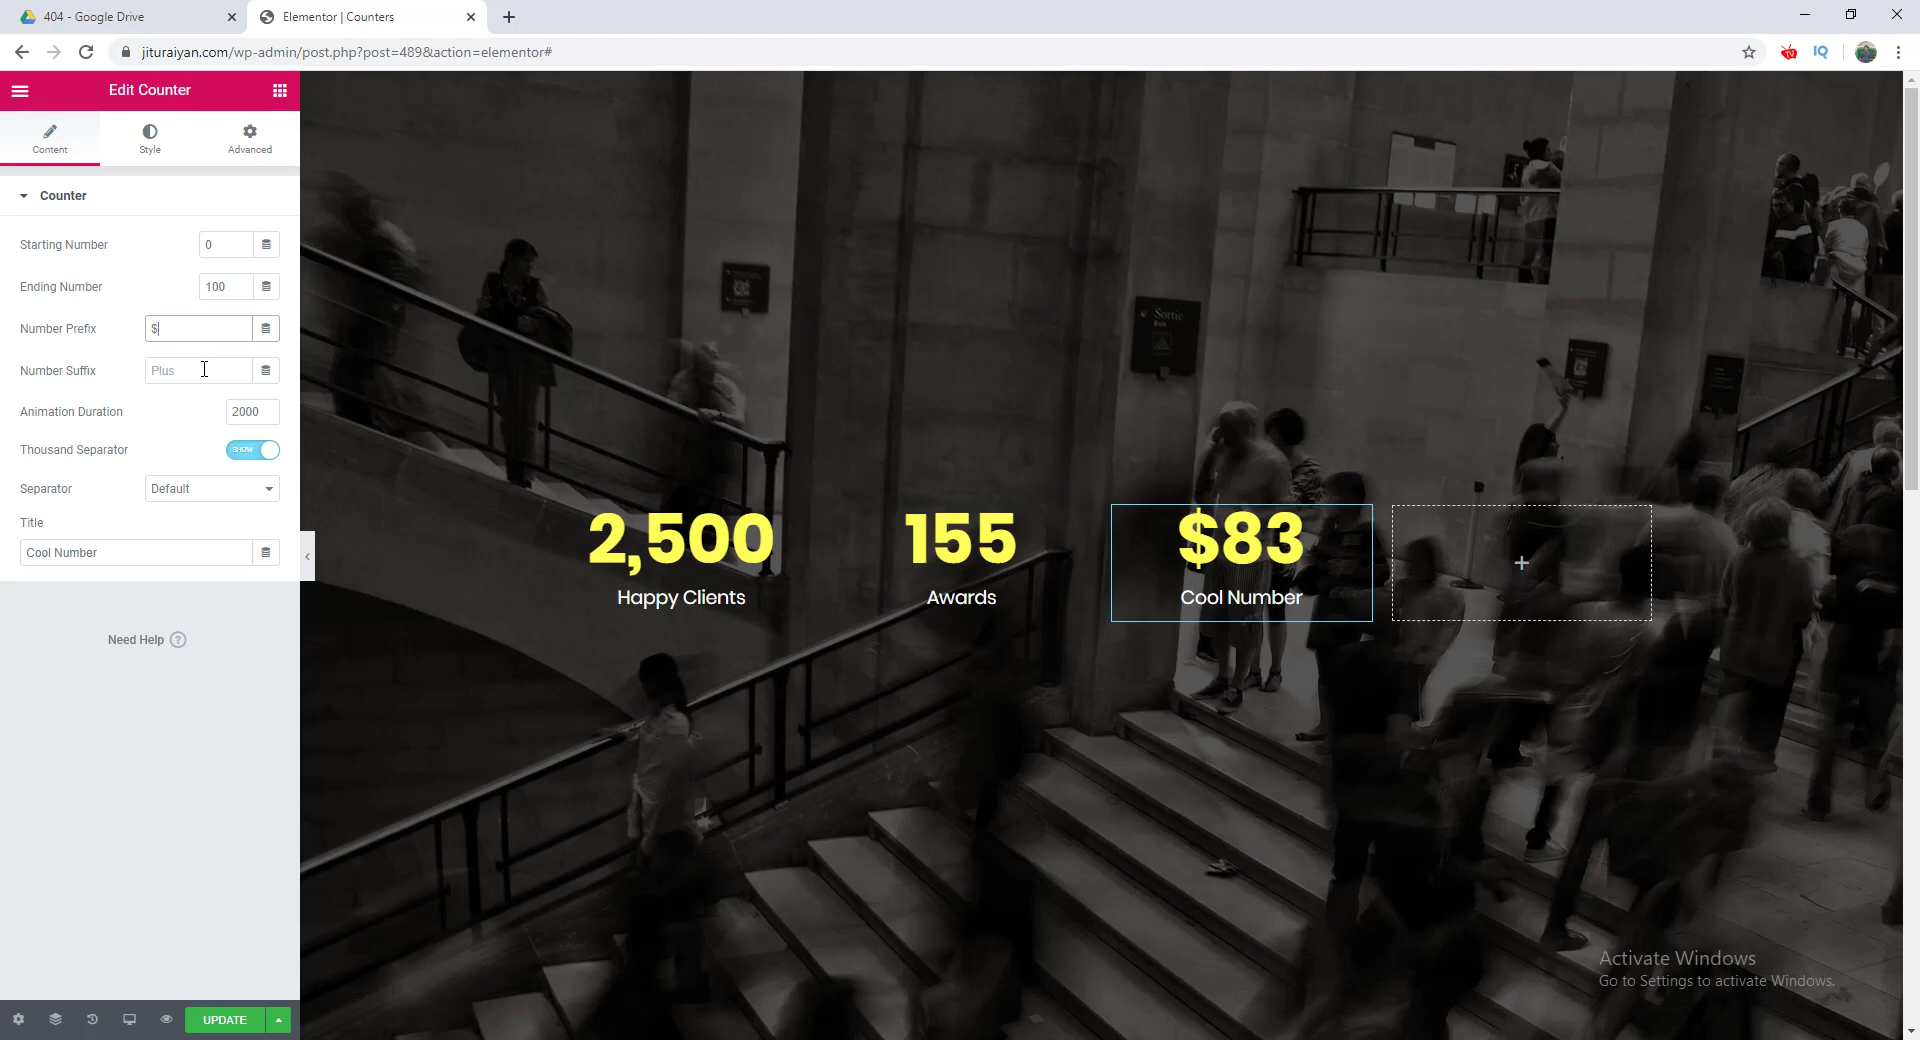 404 - Google Drive
Elementor | Counters
jituraiyan.com/wp-admin/post.php?post=489&action=elementor#
IQ
Edit Counter
Content
Style
Advanced
Counter
Starting Number
0
Ending Number
100
Number Prefix
$
Number Suffix
Plus
Animation Duration
2000
Thousand Separator
SHOW
Separator
Default
Title
Cool Number
Need Help ?
UPDATE
2,500
Happy Clients
155
Awards
$83
Cool Number
+
Sortie
Activate Windows
Go to Settings to activate Windows.